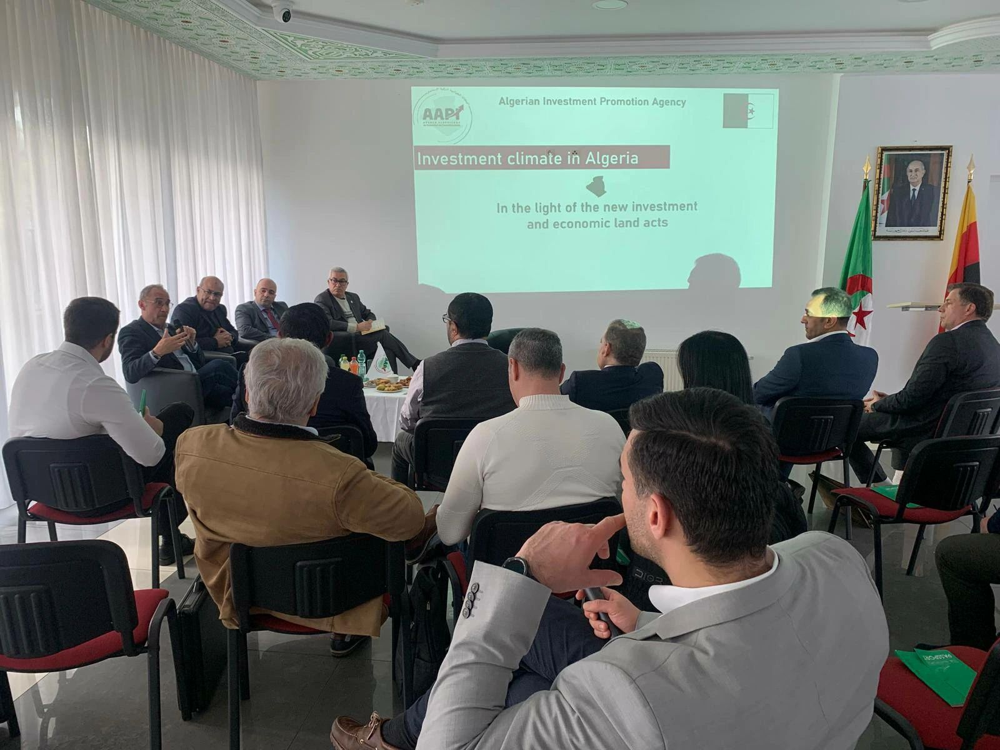 Algerian Investment Promotion Agency
AAPI
Investment climate in Algeria
In the light of the new investment
and economic land acts
PASSPORT